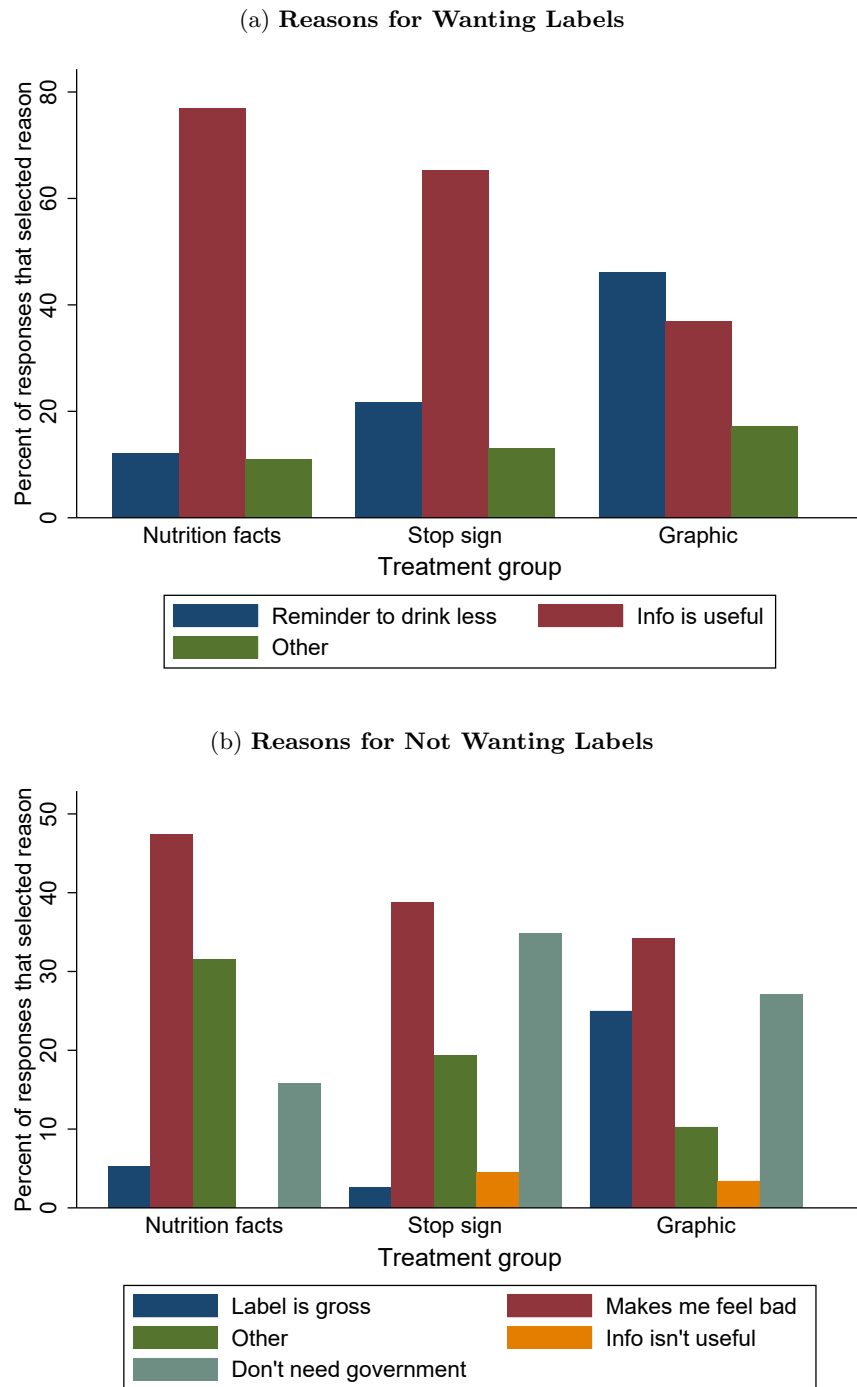 (a) Reasons for Wanting Labels
Percent of responses that selected reason
80
60
40
20
0
Nutrition facts
Stop sign
Graphic
Treatment group
Reminder to drink less
Info is useful
Other
(b) Reasons for Not Wanting Labels
Percent of responses that selected reason
50
40
30
20
10
0
Nutrition facts
Stop sign
Graphic
Treatment group
Label is gross
Makes me feel bad
Other
Info isn't useful
Don't need government